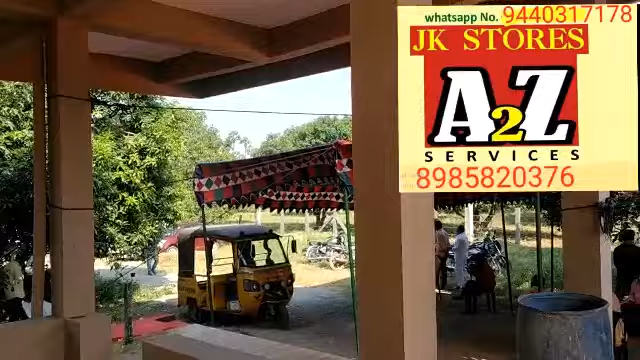 whatsapp No. 9440317178
JK STORES
A2Z
SERVICES
8985820376